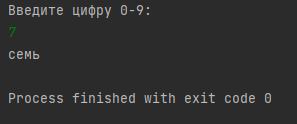 Введите цифру 0-9:
7
семь
Process finished with exit code 0